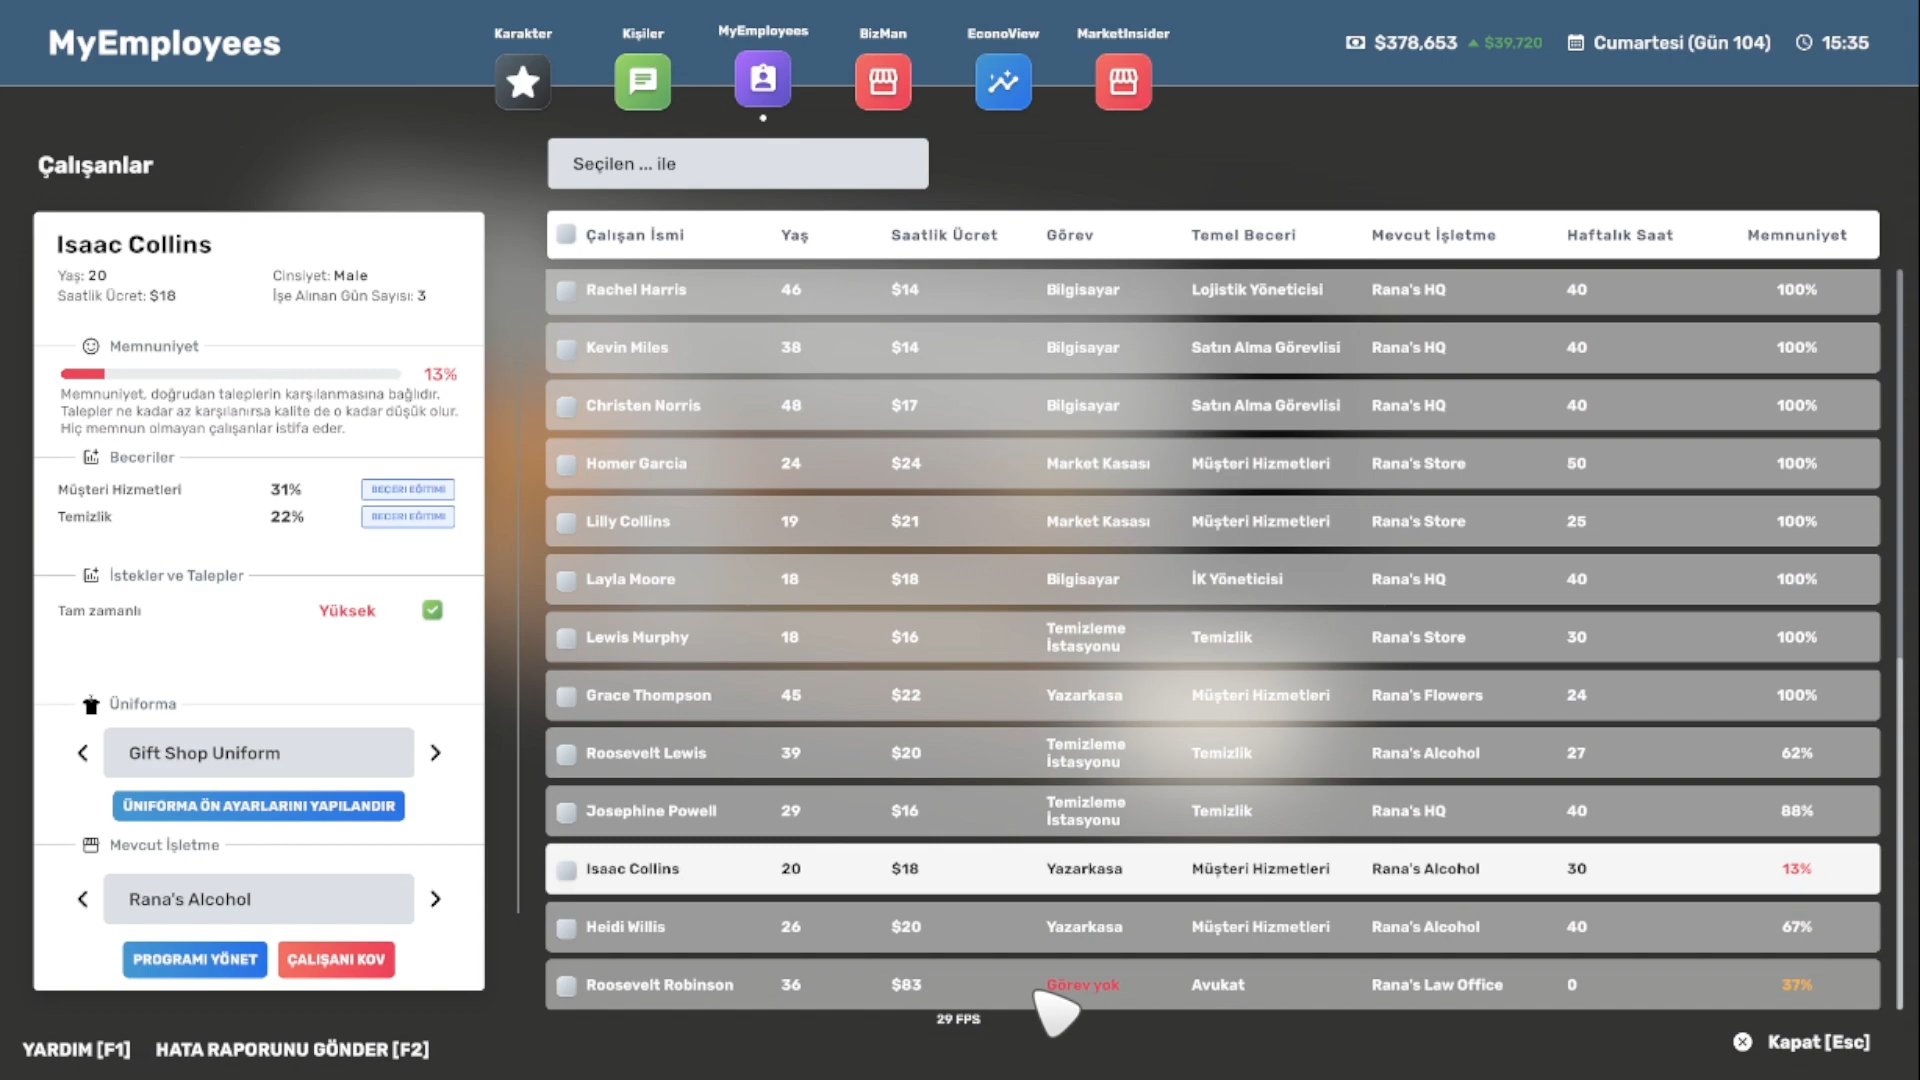 MyEmployees
Karakter
Kişiler
MyEmployees
BizMan
EconoView
MarketInsider
$378,653 $39,720 Cumartesi (Gün 104) 15:35
Çalışanlar
Seçilen ... ile
Isaac Collins
Yaş: 20 Cinsiyet: Male
Saatlik Ücret: $18 İşe Alınan Gün Sayısı: 3
Memnuniyet
13%
Memnuniyet, doğrudan taleplerin karşılanmasına bağlıdır.
Talepler ne kadar az karşılanırsa kalite de o kadar düşük olur.
Hiç memnun olmayan çalışanlar istifa eder.
Beceriler
Müşteri Hizmetleri 31% BECERİ EĞİTİMİ
Temizlik 22% BECERİ EĞİTİMİ
İstekler ve Talepler
Tam zamanlı Yüksek
Üniforma
Gift Shop Uniform
ÜNIFORMA ÖN AYARLARINI YAPILANDIR
Mevcut İşletme
Rana's Alcohol
PROGRAMI YÖNET ÇALIŞANI KOV
Çalışan İsmi Yaş Saatlik Ücret Görev Temel Beceri Mevcut İşletme Haftalık Saat Memnuniyet
Rachel Harris 46 $14 Bilgisayar Lojistik Yöneticisi Rana's HQ 40 100%
Kevin Miles 38 $14 Bilgisayar Satın Alma Görevlisi Rana's HQ 40 100%
Christen Norris 48 $17 Bilgisayar Satın Alma Görevlisi Rana's HQ 40 100%
Homer Garcia 24 $24 Market Kasası Müşteri Hizmetleri Rana's Store 50 100%
Lilly Collins 19 $21 Market Kasası Müşteri Hizmetleri Rana's Store 25 100%
Layla Moore 18 $18 Bilgisayar İK Yöneticisi Rana's HQ 40 100%
Lewis Murphy 18 $16 Temizleme İstasyonu Temizlik Rana's Store 30 100%
Grace Thompson 45 $22 Yazarkasa Müşteri Hizmetleri Rana's Flowers 24 100%
Roosevelt Lewis 39 $20 Temizleme İstasyonu Temizlik Rana's Alcohol 27 62%
Josephine Powell 29 $16 Temizleme İstasyonu Temizlik Rana's HQ 40 88%
Isaac Collins 20 $18 Yazarkasa Müşteri Hizmetleri Rana's Alcohol 30 13%
Heidi Willis 26 $20 Yazarkasa Müşteri Hizmetleri Rana's Alcohol 40 67%
Roosevelt Robinson 36 $83 Görev yok Avukat Rana's Law Office 0 37%
29 FPS
YARDIM [F1] HATA RAPORUNU GÖNDER [F2]
Kapat [Esc]